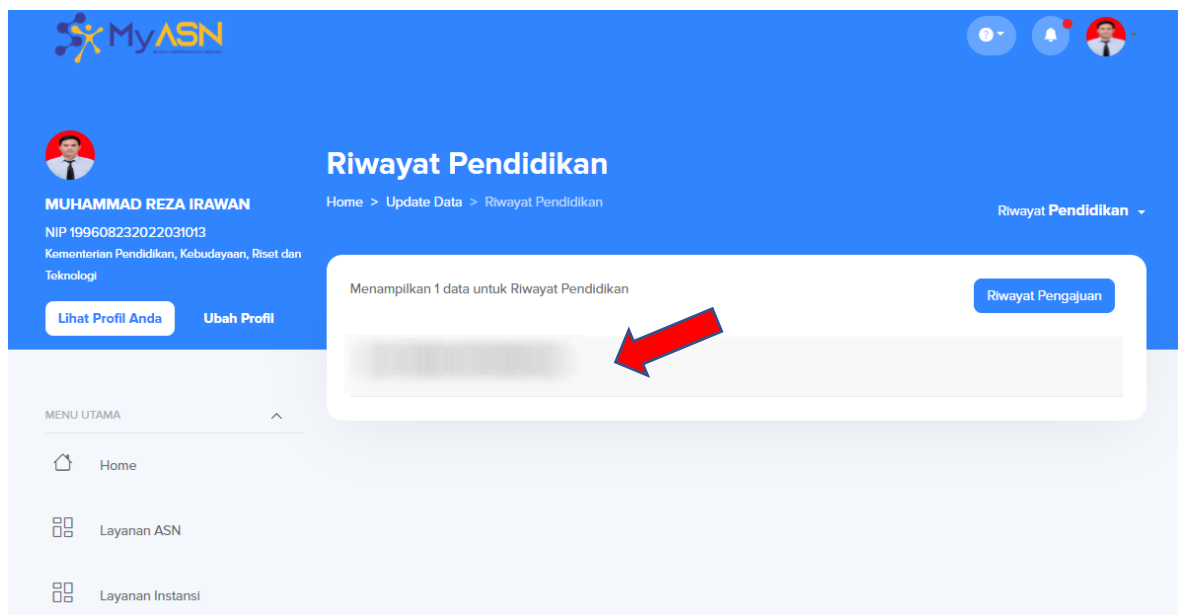 MyASN
MUHAMMAD REZA IRAWAN
NIP 199608232022031013
Kementerian Pendidikan, Kebudayaan, Riset dan
Teknologi
Lihat Profil Anda
Ubah Profil
Riwayat Pendidikan
Home > Update Data > Riwayat Pendidikan
Riwayat Pendidikan
Menampilkan 1 data untuk Riwayat Pendidikan
Riwayat Pengajuan
MENU UTAMA
Home
Layanan ASN
Layanan Instansi